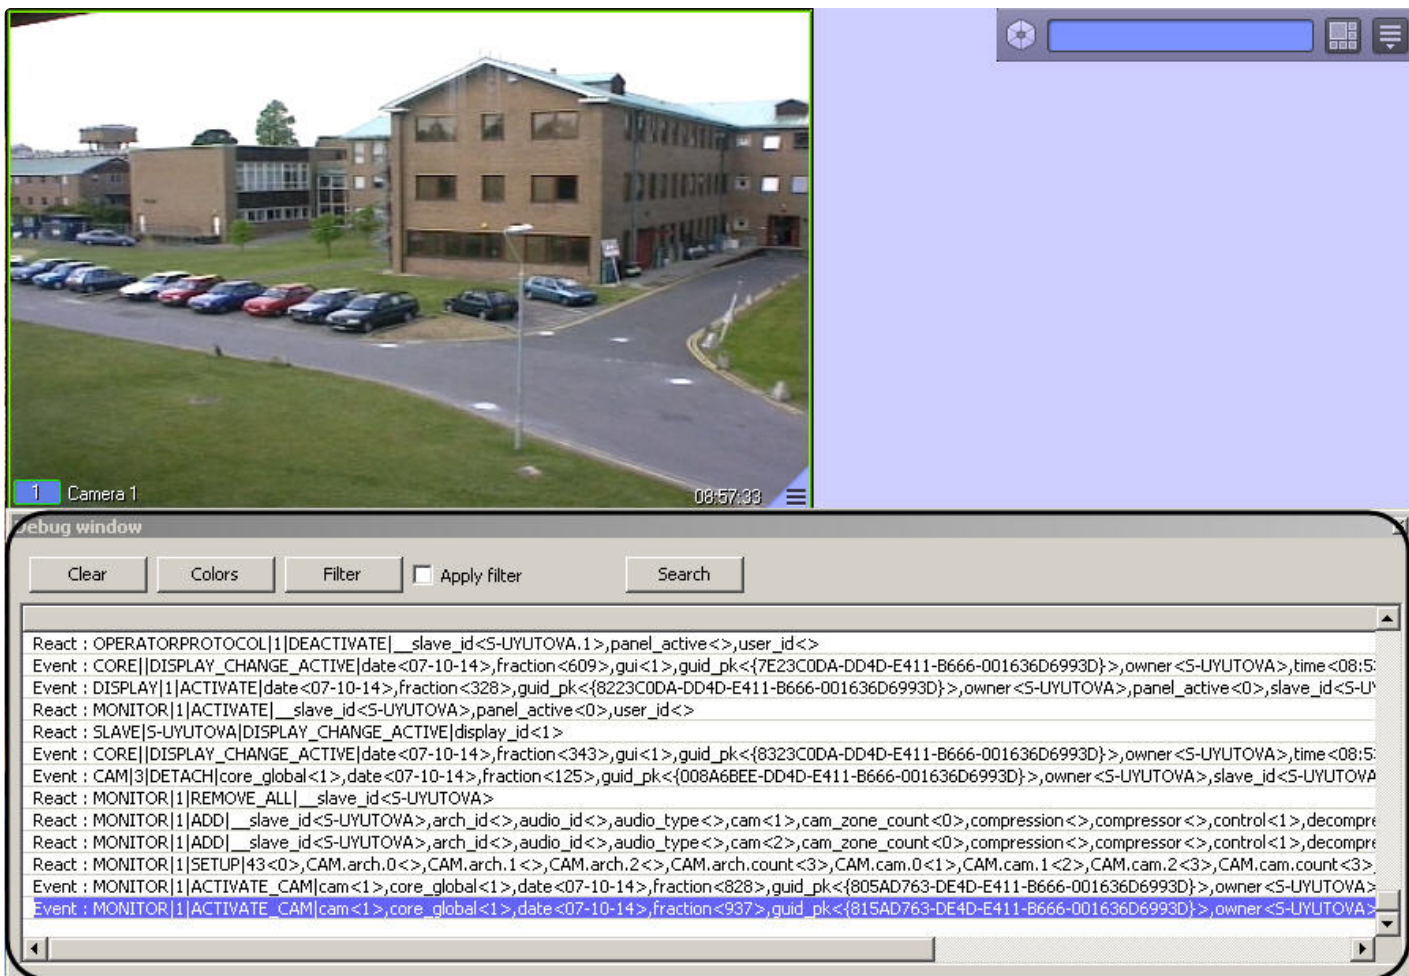 1 Camera 1 08:57:33
Debug window
Clear Colors Filter Apply filter Search
React : OPERATORPROTOCOL|1|DEACTIVATE|__slave_id<S-UYUTOVA.1>,panel_active<>,user_id<>
Event : CORE||DISPLAY_CHANGE_ACTIVE|date<07-10-14>,fraction<609>,gui<1>,guid_pk<{7E23C0DA-DD4D-E411-B666-001636D6993D}>,owner<S-UYUTOVA>,time<08:5
Event : DISPLAY|1|ACTIVATE|date<07-10-14>,fraction<328>,guid_pk<{8223C0DA-DD4D-E411-B666-001636D6993D}>,owner<S-UYUTOVA>,panel_active<0>,slave_id<S-UY
React : MONITOR|1|ACTIVATE|__slave_id<S-UYUTOVA>,panel_active<0>,user_id<>
React : SLAVE|S-UYUTOVA|DISPLAY_CHANGE_ACTIVE|display_id<1>
Event : CORE||DISPLAY_CHANGE_ACTIVE|date<07-10-14>,fraction<343>,gui<1>,guid_pk<{8323C0DA-DD4D-E411-B666-001636D6993D}>,owner<S-UYUTOVA>,time<08:5
Event : CAM|3|DETACH|core_global<1>,date<07-10-14>,fraction<125>,guid_pk<{008A6BEE-DD4D-E411-B666-001636D6993D}>,owner<S-UYUTOVA>,slave_id<S-UYUTOVA
React : MONITOR|1|REMOVE_ALL|__slave_id<S-UYUTOVA>
React : MONITOR|1|ADD|__slave_id<S-UYUTOVA>,arch_id<>,audio_id<>,audio_type<>,cam<1>,cam_zone_count<0>,compression<>,compressor<>,control<1>,decompre
React : MONITOR|1|ADD|__slave_id<S-UYUTOVA>,arch_id<>,audio_id<>,audio_type<>,cam<2>,cam_zone_count<0>,compression<>,compressor<>,control<1>,decompre
React : MONITOR|1|SETUP|43<0>,CAM.arch.0<>,CAM.arch.1<>,CAM.arch.2<>,CAM.arch.count<3>,CAM.cam.0<1>,CAM.cam.1<2>,CAM.cam.2<3>,CAM.cam.count<3>
Event : MONITOR|1|ACTIVATE_CAM|cam<1>,core_global<1>,date<07-10-14>,fraction<828>,guid_pk<{805AD763-DE4D-E411-B666-001636D6993D}>,owner<S-UYUTOVA>
Event : MONITOR|1|ACTIVATE_CAM|cam<1>,core_global<1>,date<07-10-14>,fraction<937>,guid_pk<{815AD763-DE4D-E411-B666-001636D6993D}>,owner<S-UYUTOVA>